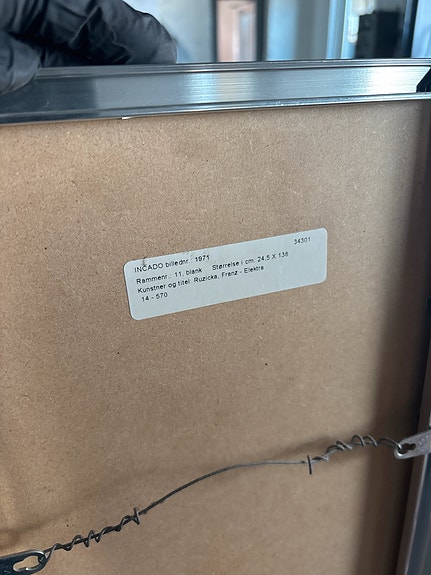 34301
INCADO billednr.: 1971
Rammenr.: 11, blank Størrelse i cm. 24,5 X 138
Kunstner og titel: Ruzicka, Franz - Elektra
14 - 570